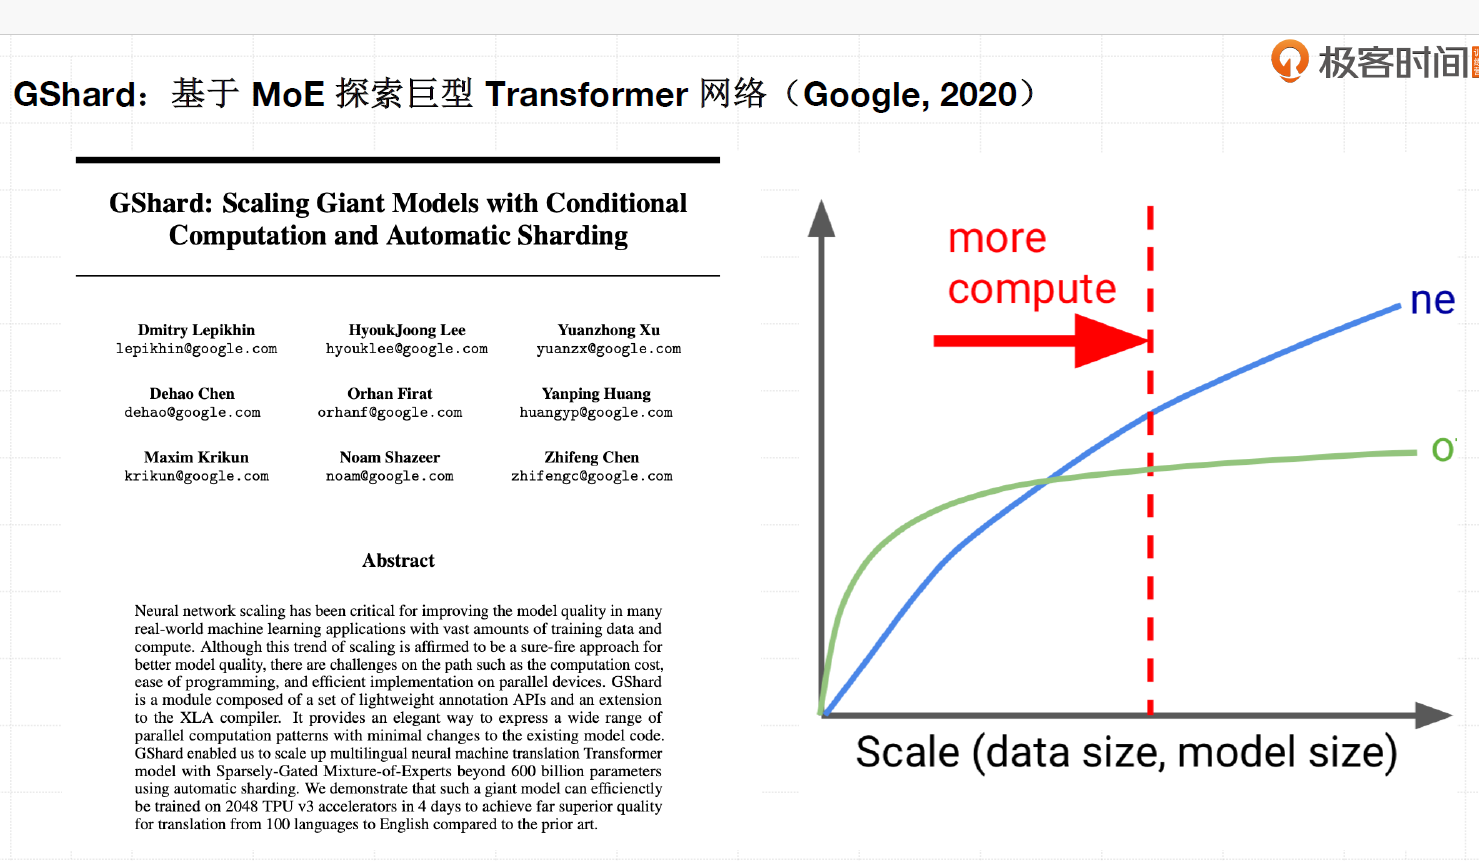 极客时间
GShard：基于 MoE 探索巨型 Transformer 网络（Google, 2020）
GShard: Scaling Giant Models with Conditional
Computation and Automatic Sharding
Dmitry Lepikhin HyoukJoong Lee Yuanzhong Xu
lepikhin@google.com hyouklee@google.com yuanzx@google.com
Dehao Chen Orhan Firat Yanping Huang
dehao@google.com orhanf@google.com huangyp@google.com
Maxim Krikun Noam Shazeer Zhifeng Chen
krikun@google.com noam@google.com zhifengc@google.com
Abstract
Neural network scaling has been critical for improving the model quality in many
real-world machine learning applications with vast amounts of training data and
compute. Although this trend of scaling is affirmed to be a sure-fire approach for
better model quality, there are challenges on the path such as the computation cost,
ease of programming, and efficient implementation on parallel devices. GShard
is a module composed of a set of lightweight annotation APIs and an extension
to the XLA compiler. It provides an elegant way to express a wide range of
parallel computation patterns with minimal changes to the existing model code.
GShard enabled us to scale up multilingual neural machine translation Transformer
model with Sparsely-Gated Mixture-of-Experts beyond 600 billion parameters
using automatic sharding. We demonstrate that such a giant model can efficienctly
be trained on 2048 TPU v3 accelerators in 4 days to achieve far superior quality
for translation from 100 languages to English compared to the prior art.
more
compute
ne
Scale (data size, model size)